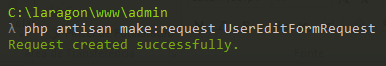 C:\laragon\www\admin
λ php artisan make:request UserEditFormRequest
Request created successfully.